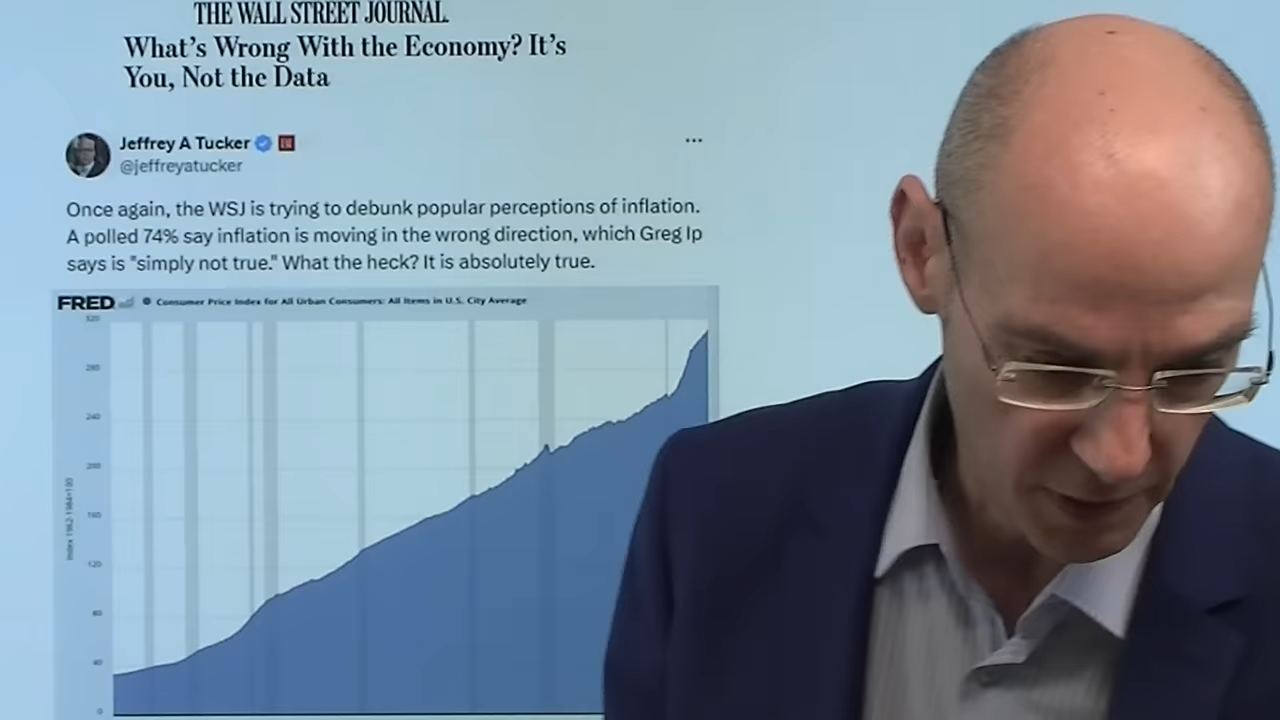 THE WALL STREET JOURNAL.
What's Wrong With the Economy? It's
You, Not the Data
Jeffrey A Tucker
@jeffreyatucker
...
Once again, the WSJ is trying to debunk popular perceptions of inflation.
A polled 74% say inflation is moving in the wrong direction, which Greg Ip
says is "simply not true." What the heck? It is absolutely true.
FRED
Consumer Price Index for All Urban Consumers: All Items in U.S. City Average
320
280
240
200
160
120
80
40
0
Index 1982-1984=100